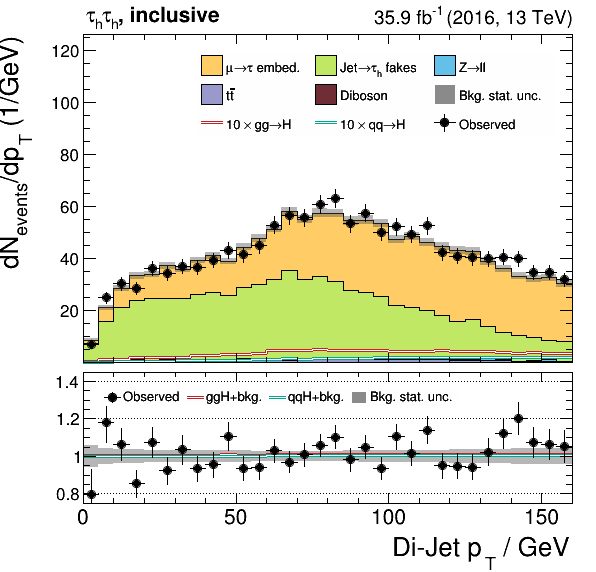 τhτh, inclusive 35.9 fb⁻¹ (2016, 13 TeV)
dNevents/dpT (1/GeV)
120
100
80
60
40
20
μ→τ embed. Jet→τh fakes Z→ll
tt̄ Diboson Bkg. stat. unc.
10 × gg→H 10 × qq→H Observed
1.4
1.2
1
0.8
Observed ggH+bkg. qqH+bkg. Bkg. stat. unc.
0 50 100 150
Di-Jet pT / GeV